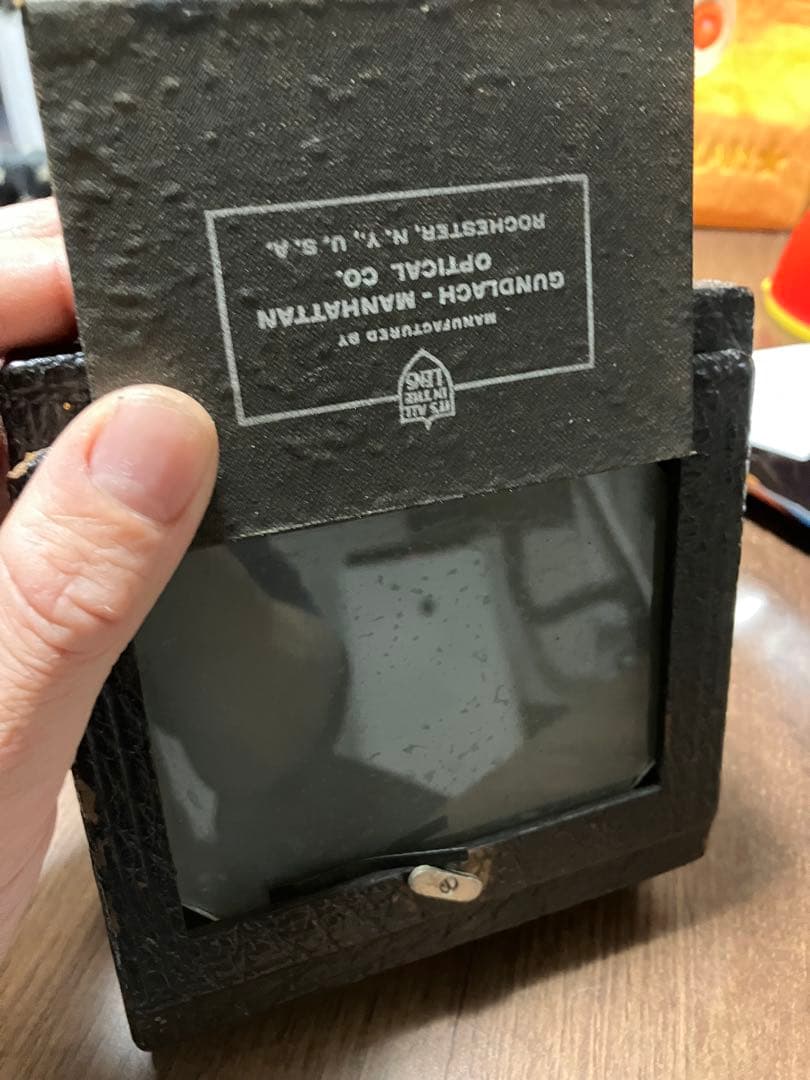 IT'S ALL
IN THE
LENS
MANUFACTURED BY
GUNDLACH - MANHATTAN
OPTICAL CO.
ROCHESTER, N. Y., U. S. A.